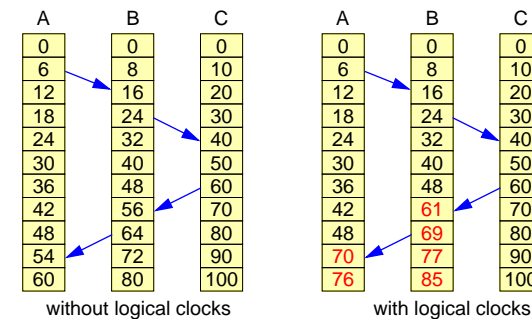 A B C A B C
0 0 0 0 0 0
6 8 10 6 8 10
12 16 20 12 16 20
18 24 30 18 24 30
24 32 40 24 32 40
30 40 50 30 40 50
36 48 60 36 48 60
42 56 70 42 61 70
48 64 80 48 69 80
54 72 90 70 77 90
60 80 100 76 85 100
without logical clocks with logical clocks